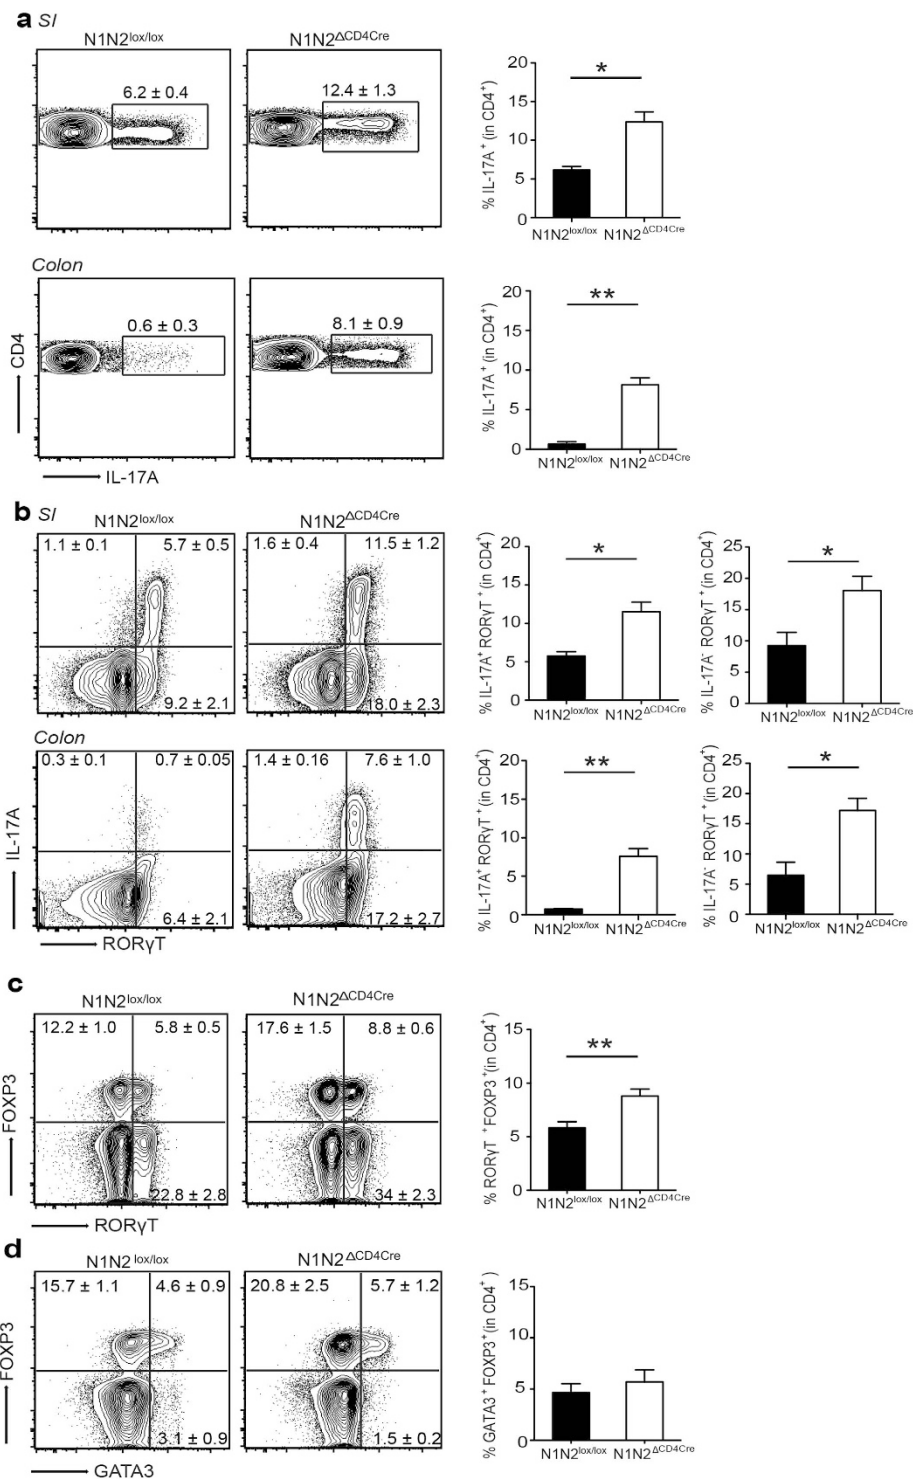 a SI
N1N2lox/lox N1N2ΔCD4Cre
6.2 ± 0.4 12.4 ± 1.3
% IL-17A+ (in CD4+)
20
15
10
5
0
*
N1N2lox/lox N1N2ΔCD4Cre
Colon
0.6 ± 0.3 8.1 ± 0.9
CD4
IL-17A
% IL-17A+ (in CD4+)
20
15
10
5
0
**
N1N2lox/lox N1N2ΔCD4Cre
b SI
N1N2lox/lox N1N2ΔCD4Cre
1.1 ± 0.1 5.7 ± 0.5 1.6 ± 0.4 11.5 ± 1.2
9.2 ± 2.1 18.0 ± 2.3
% IL-17A+ RORγT+ (in CD4+)
20
15
10
5
0
*
N1N2lox/lox N1N2ΔCD4Cre
% IL-17A- RORγT+ (in CD4+)
25
20
15
10
5
0
*
N1N2lox/lox N1N2ΔCD4Cre
Colon
0.3 ± 0.1 0.7 ± 0.05 1.4 ± 0.16 7.6 ± 1.0
6.4 ± 2.1 17.2 ± 2.7
IL-17A
RORγT
% IL-17A+ RORγT+ (in CD4+)
20
15
10
5
0
**
N1N2lox/lox N1N2ΔCD4Cre
% IL-17A- RORγT+ (in CD4+)
25
20
15
10
5
0
*
N1N2lox/lox N1N2ΔCD4Cre
c
N1N2lox/lox N1N2ΔCD4Cre
12.2 ± 1.0 5.8 ± 0.5 17.6 ± 1.5 8.8 ± 0.6
22.8 ± 2.8 34 ± 2.3
FOXP3
RORγT
% RORγT+FOXP3+(in CD4+)
15
10
5
0
**
N1N2lox/lox N1N2ΔCD4Cre
d
N1N2lox/lox N1N2ΔCD4Cre
15.7 ± 1.1 4.6 ± 0.9 20.8 ± 2.5 5.7 ± 1.2
3.1 ± 0.9 1.5 ± 0.2
FOXP3
GATA3
% GATA3+ FOXP3+(in CD4+)
15
10
5
0
N1N2lox/lox N1N2ΔCD4Cre